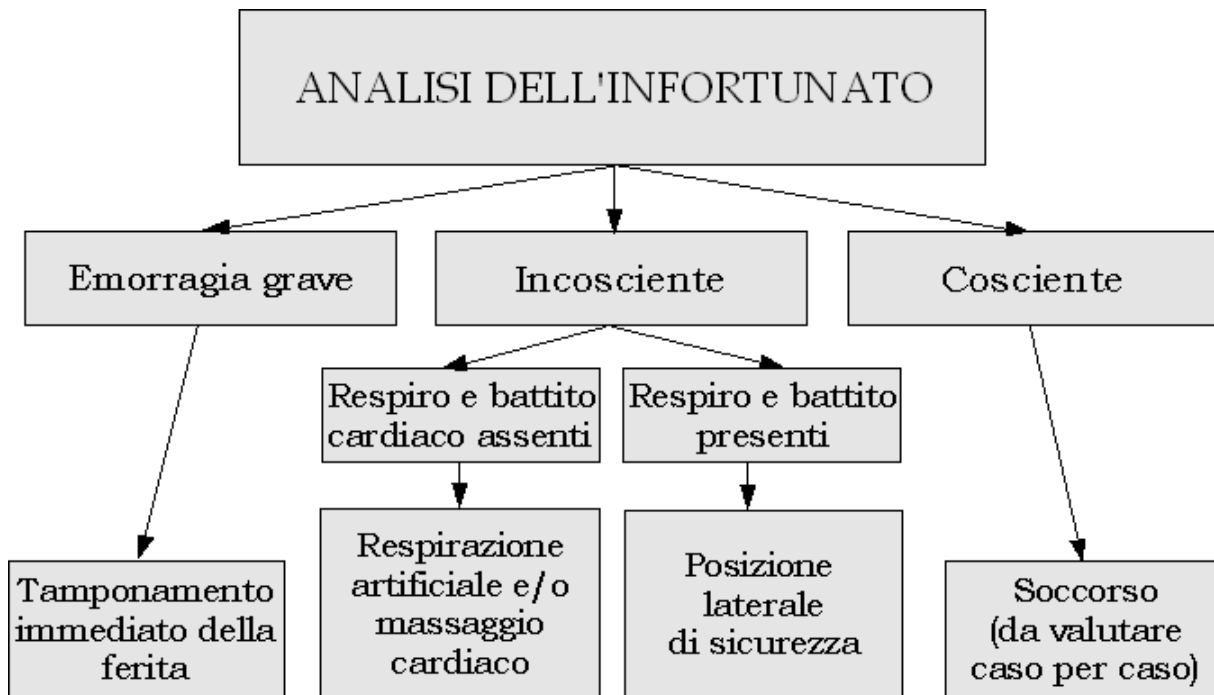 ANALISI DELL'INFORTUNATO
Emorragia grave
Incosciente
Cosciente
Respiro e battito
cardiaco assenti
Respiro e battito
presenti
Tamponamento
immediato della
ferita
Respirazione
artificiale e/o
massaggio
cardiaco
Posizione
laterale
di sicurezza
Soccorso
(da valutare
caso per caso)